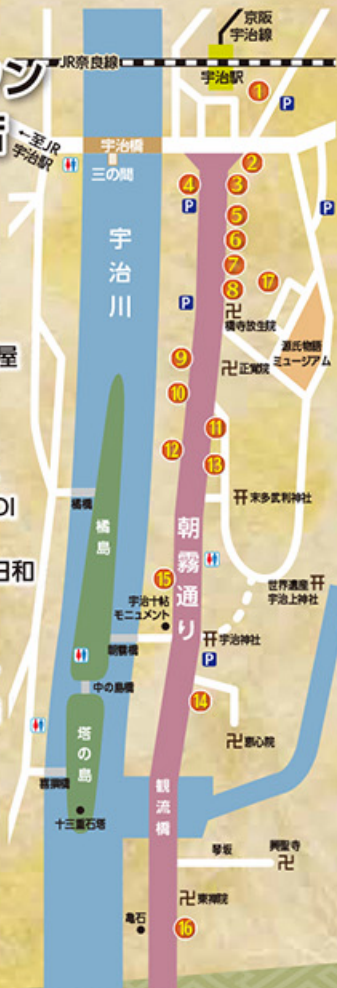 京阪
宇治線
JR奈良線
宇治駅
ン
①
P
←至JR
宇治駅
宇治橋
三の間
②
④
③
P
P
⑤
宇治川
⑥
⑦
⑰
⑧
P
橋寺放生院
源氏物語
ミュージアム
屋
⑨
正覚院
⑩
⑪
⑫
⑬
末多武利神社
橘橋
DI
橘島
朝霧通り
日和
⑮
世界遺産
宇治上神社
宇治十帖
モニュメント
宇治神社
朝霧橋
P
中の島橋
⑭
塔の島
恵心院
喜撰橋
観流橋
十三重石塔
琴坂
興聖寺
東禅院
亀石
⑯